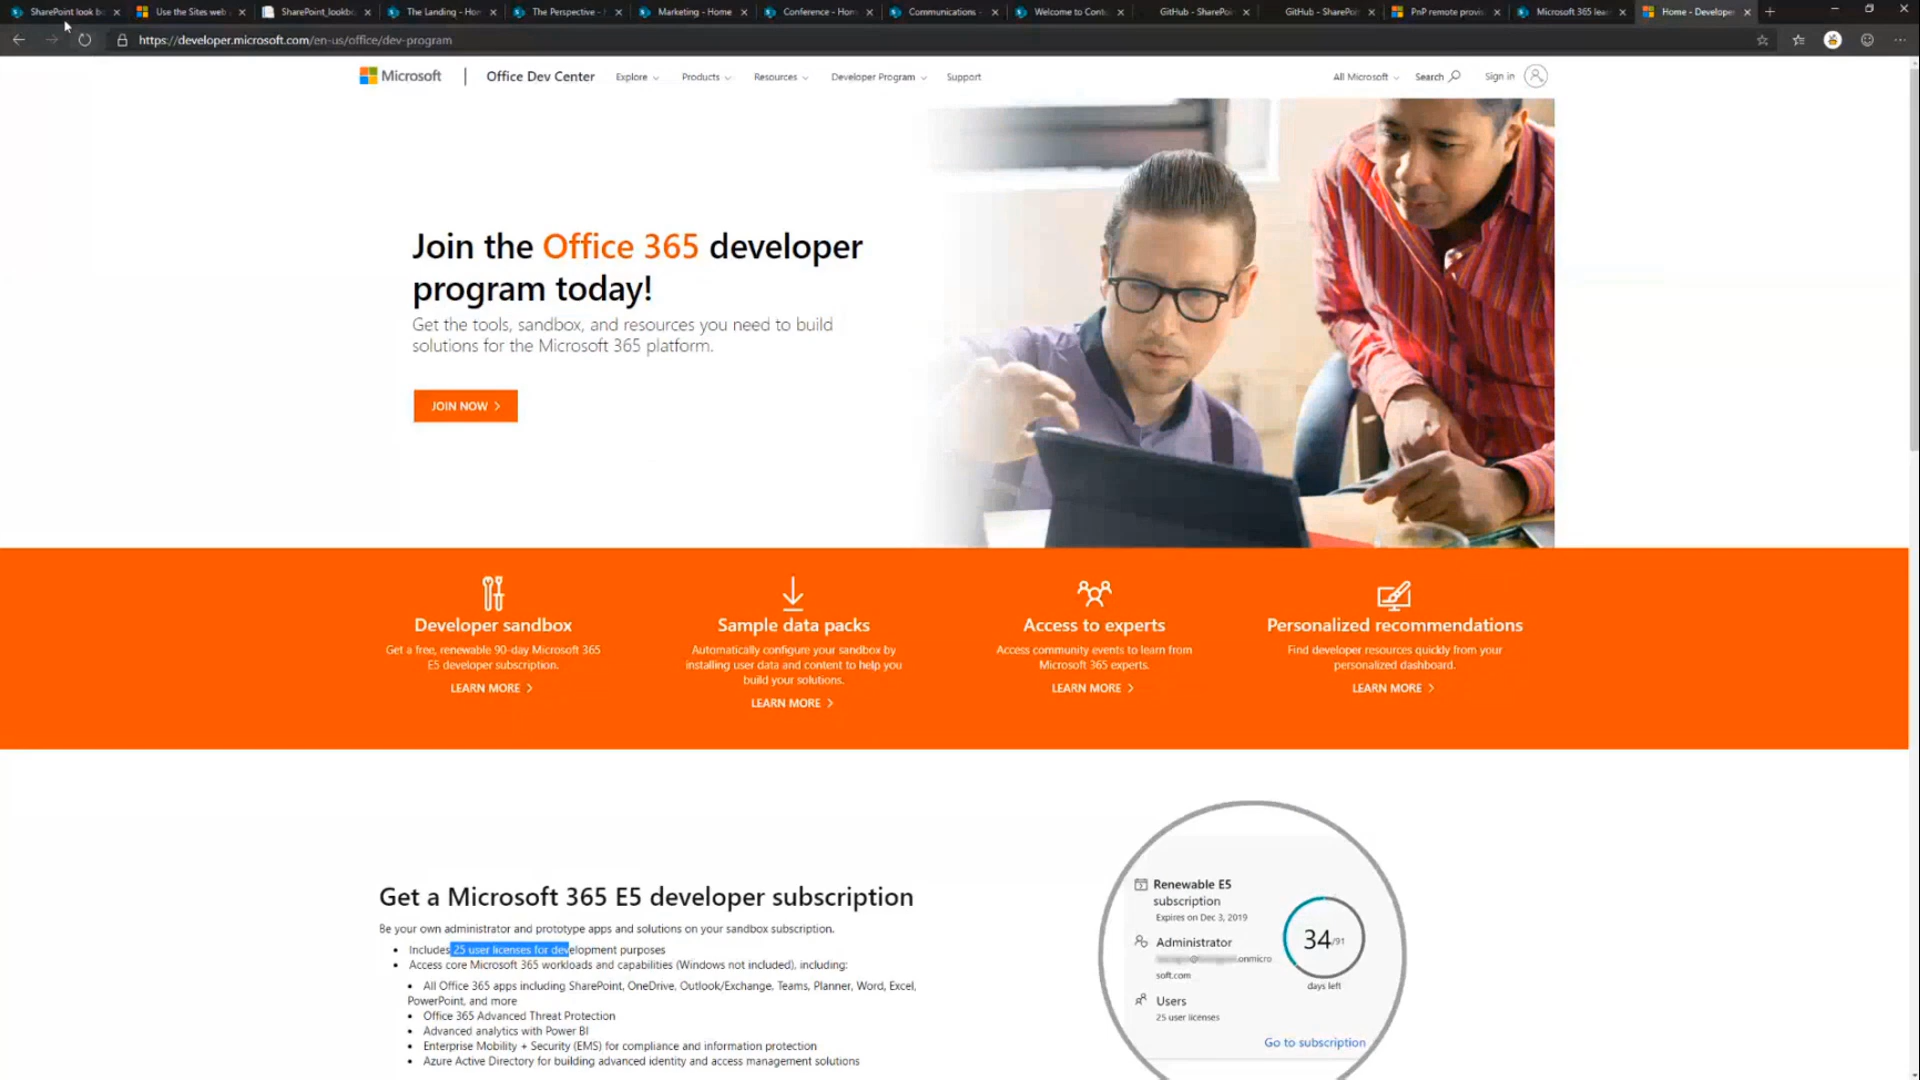 SharePoint look bo
Use the Sites web
SharePoint_lookbo
The Landing - Hom
The Perspective - H
Marketing - Home
Conference - Hom
Communications -
Welcome to Conto
GitHub - SharePoi
GitHub - SharePoi
PnP remote provis
Microsoft 365 lea
Home - Developer
https://developer.microsoft.com/en-us/office/dev-program
Microsoft
Office Dev Center
Explore
Products
Resources
Developer Program
Support
All Microsoft
Search
Sign in
Join the Office 365 developer
program today!
Get the tools, sandbox, and resources you need to build
solutions for the Microsoft 365 platform.
JOIN NOW >
Developer sandbox
Get a free, renewable 90-day Microsoft 365
E5 developer subscription.
LEARN MORE >
Sample data packs
Automatically configure your sandbox by
installing user data and content to help you
build your solutions.
LEARN MORE >
Access to experts
Access community events to learn from
Microsoft 365 experts.
LEARN MORE >
Personalized recommendations
Find developer resources quickly from your
personalized dashboard.
LEARN MORE >
Get a Microsoft 365 E5 developer subscription
Be your own administrator and prototype apps and solutions on your sandbox subscription.
• Includes 25 user licenses for development purposes
• Access core Microsoft 365 workloads and capabilities (Windows not included), including:
• All Office 365 apps including SharePoint, OneDrive, Outlook/Exchange, Teams, Planner, Word, Excel,
PowerPoint, and more
• Office 365 Advanced Threat Protection
• Advanced analytics with Power BI
• Enterprise Mobility + Security (EMS) for compliance and information protection
• Azure Active Directory for building advanced identity and access management solutions
Renewable E5
subscription
Expires on Dec 3, 2019
34/91
days left
Administrator
.onmicro
soft.com
Users
25 user licenses
Go to subscription